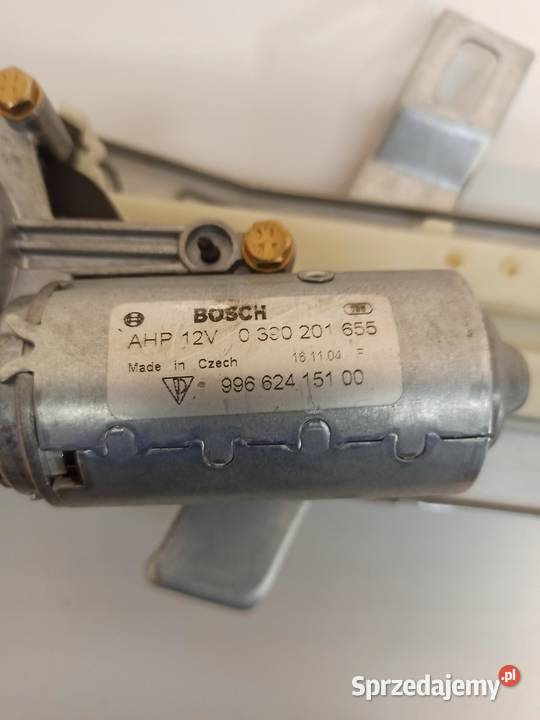 BOSCH
AHP 12V 0 390 201 655
Made in Czech 16.11.04 F
996 624 151 00
Sprzedajemy.pl